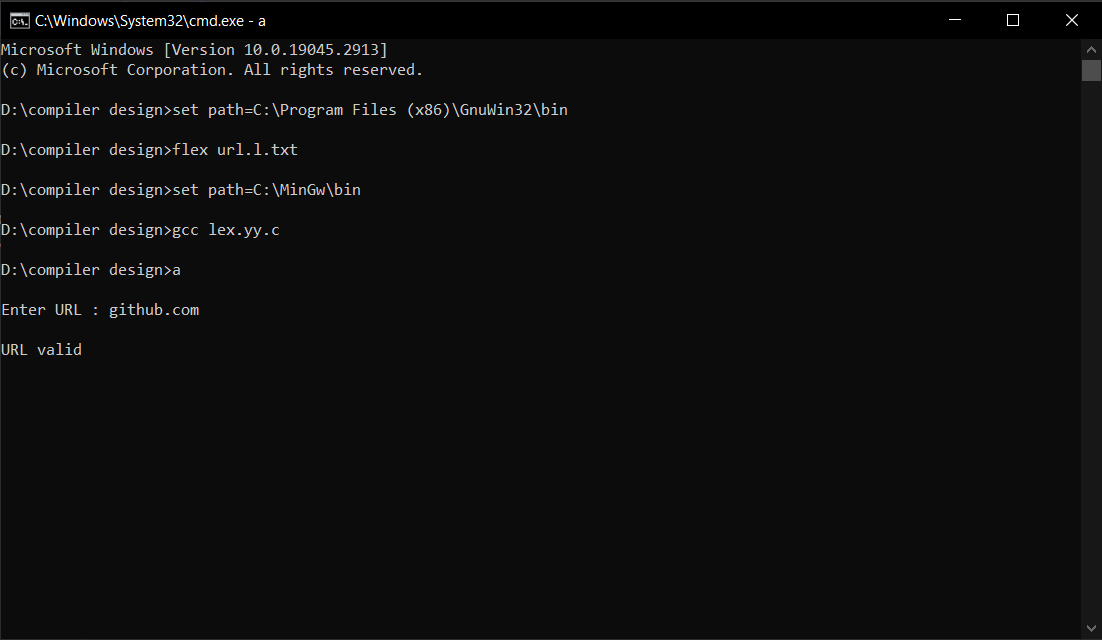 C:\Windows\System32\cmd.exe - a
Microsoft Windows [Version 10.0.19045.2913]
(c) Microsoft Corporation. All rights reserved.
D:\compiler design>set path=C:\Program Files (x86)\GnuWin32\bin
D:\compiler design>flex url.l.txt
D:\compiler design>set path=C:\MinGw\bin
D:\compiler design>gcc lex.yy.c
D:\compiler design>a
Enter URL : github.com
URL valid